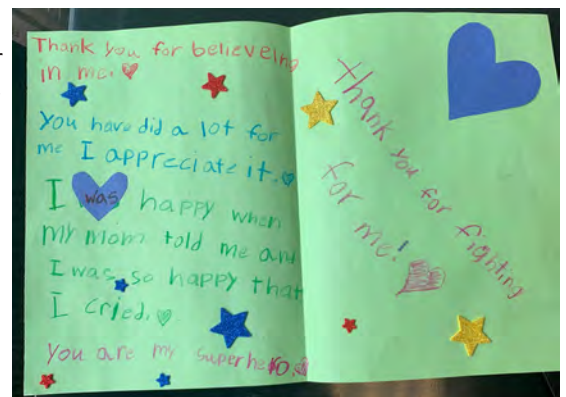 Thank you for believeing
in me.
You have did a lot for
me I appreciate it.
I was happy when
my mom told me and
I was so happy that
I cried.
You are my superhero.
Thank you for fighting
for me!